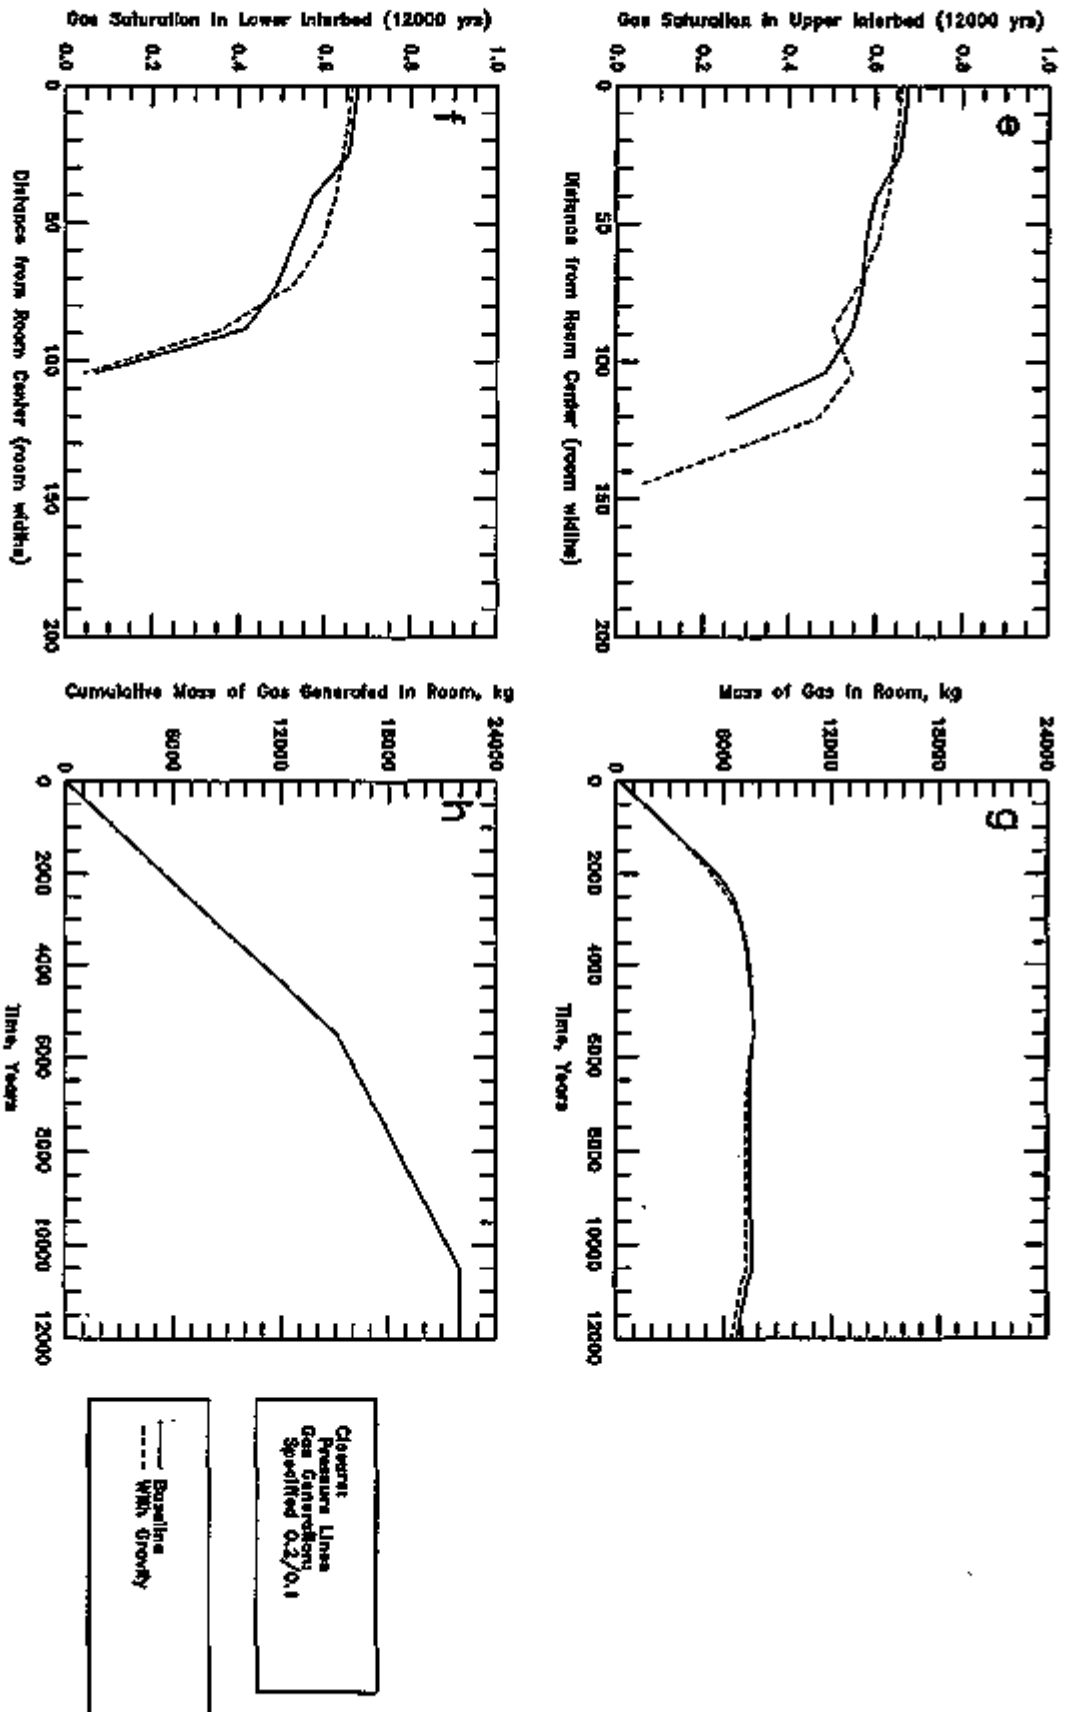 Gas Saturation in Upper Interbed (12000 yrs)
1.0
0.8
0.6
0.4
0.2
0.0
e
0
50
100
150
200
Distance from Room Center (room widths)
Mass of Gas in Room, kg
24000
18000
12000
6000
0
g
0
2000
4000
6000
8000
10000
12000
Time, Years
Gas Saturation in Lower Interbed (12000 yrs)
1.0
0.8
0.6
0.4
0.2
0.0
f
0
50
100
150
200
Distance from Room Center (room widths)
Cumulative Mass of Gas Generated in Room, kg
24000
18000
12000
6000
0
h
0
2000
4000
6000
8000
100000
12000
Time, Years
Closure:
Pressure Lines
Gas Generation:
Specified 0.2/0.1
Baseline
With Gravity